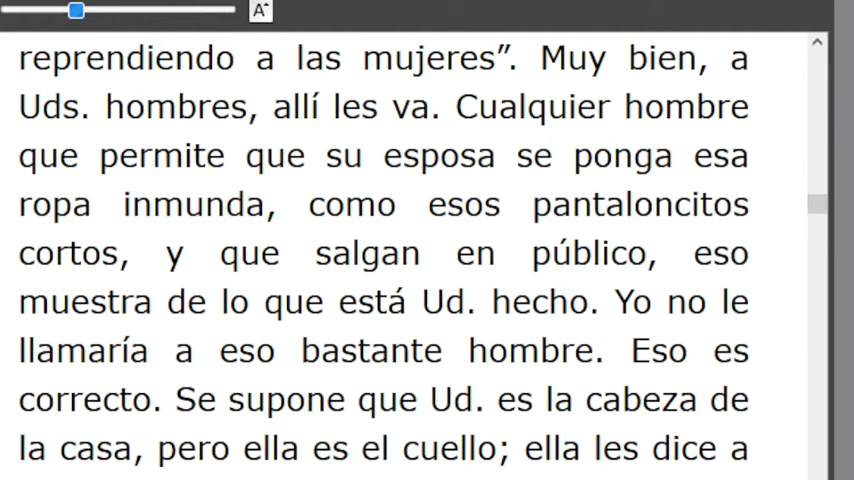 A
reprendiendo a las mujeres”. Muy bien, a
Uds. hombres, allí les va. Cualquier hombre
que permite que su esposa se ponga esa
ropa inmunda, como esos pantaloncitos
cortos, y que salgan en público, eso
muestra de lo que está Ud. hecho. Yo no le
llamaría a eso bastante hombre. Eso es
correcto. Se supone que Ud. es la cabeza de
la casa, pero ella es el cuello; ella les dice a